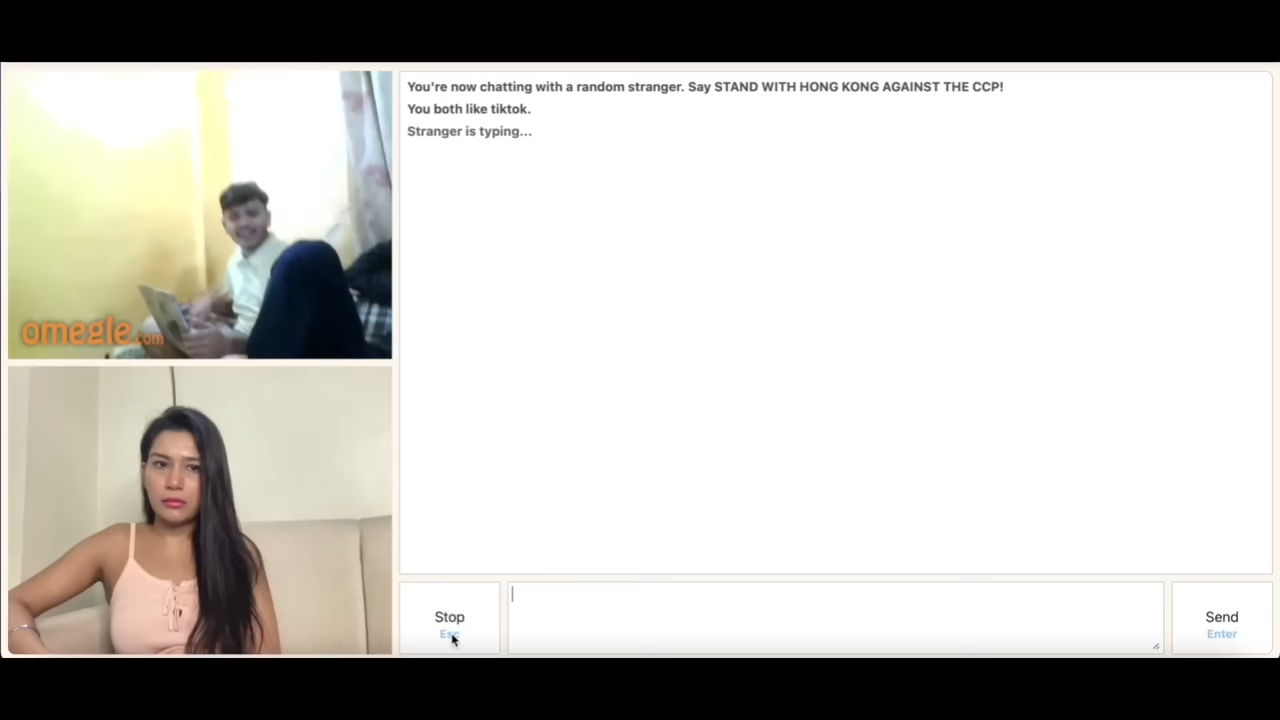 You're now chatting with a random stranger. Say STAND WITH HONG KONG AGAINST THE CCP!
You both like tiktok.
Stranger is typing...
omegle.com
Stop
Esc
Send
Enter